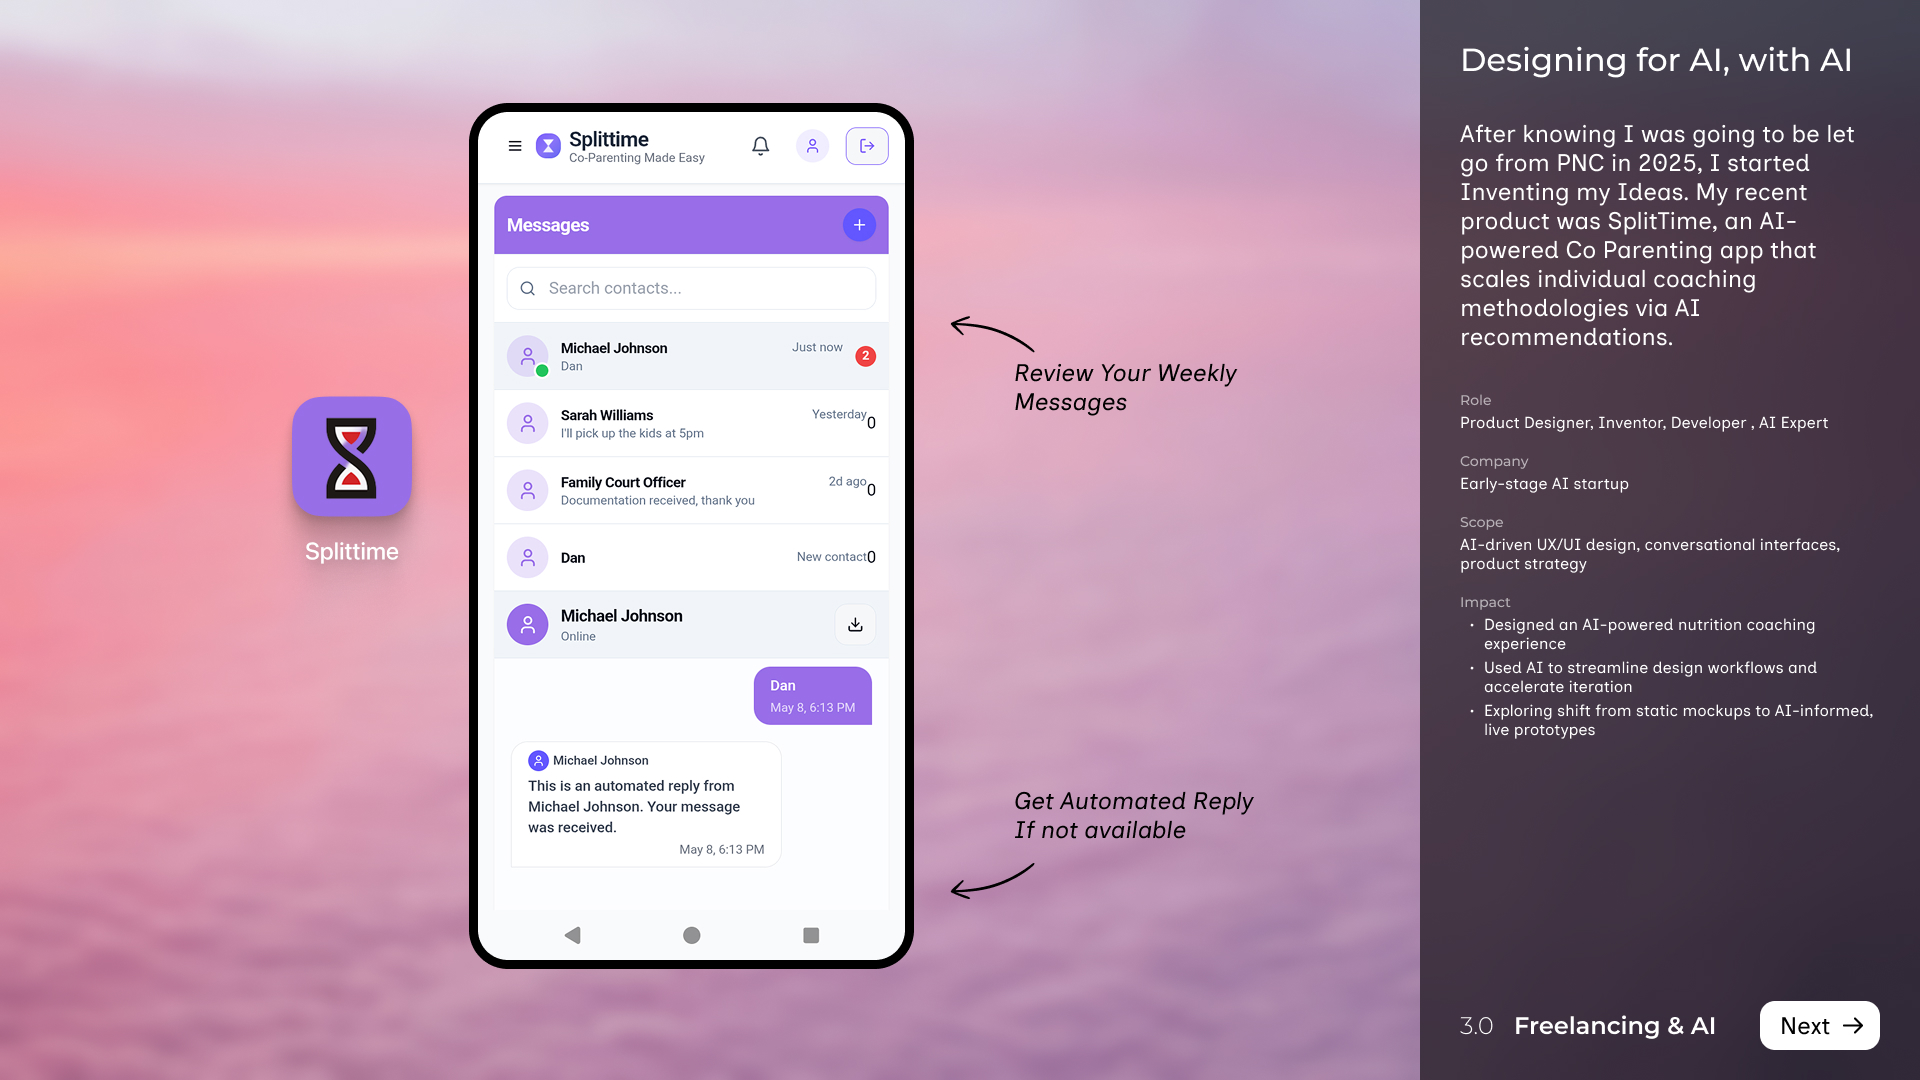 Splittime
Splittime
Co-Parenting Made Easy
Messages
+
Search contacts...
Michael Johnson
Just now
2
Dan
Sarah Williams
Yesterday
0
I'll pick up the kids at 5pm
Family Court Officer
2d ago
0
Documentation received, thank you
Dan
New contact
0
Michael Johnson
Online
Dan
May 8, 6:13 PM
Michael Johnson
This is an automated reply from
Michael Johnson. Your message
was received.
May 8, 6:13 PM
Review Your Weekly
Messages
Get Automated Reply
If not available
Designing for AI, with AI
After knowing I was going to be let
go from PNC in 2025, I started
Inventing my Ideas. My recent
product was SplitTime, an AI-
powered Co Parenting app that
scales individual coaching
methodologies via AI
recommendations.
Role
Product Designer, Inventor, Developer , AI Expert
Company
Early-stage AI startup
Scope
AI-driven UX/UI design, conversational interfaces,
product strategy
Impact
• Designed an AI-powered nutrition coaching
experience
• Used AI to streamline design workflows and
accelerate iteration
• Exploring shift from static mockups to AI-informed,
live prototypes
3.0 Freelancing & AI
Next →